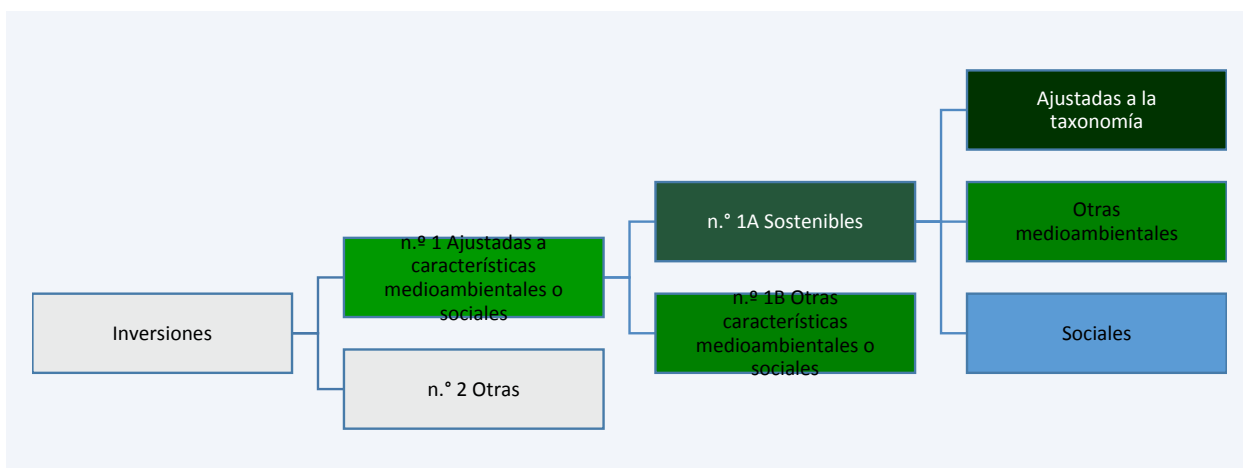 Inversiones
n.º 1 Ajustadas a
características
medioambientales o
sociales
n.° 2 Otras
n.° 1A Sostenibles
n.º 1B Otras
características
medioambientales o
sociales
Ajustadas a la
taxonomía
Otras
medioambientales
Sociales